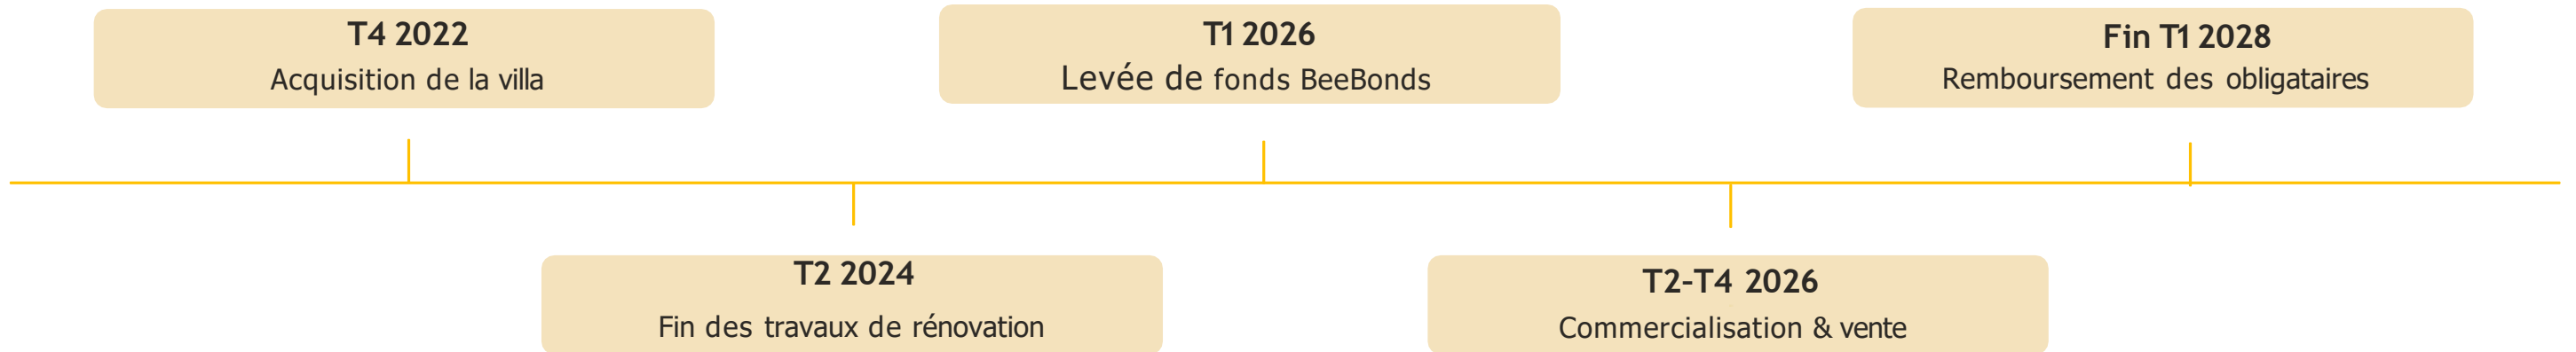 T4 2022
Acquisition de la villa
T1 2026
Levée de fonds BeeBonds
Fin T1 2028
Remboursement des obligataires
T2 2024
Fin des travaux de rénovation
T2-T4 2026
Commercialisation & vente